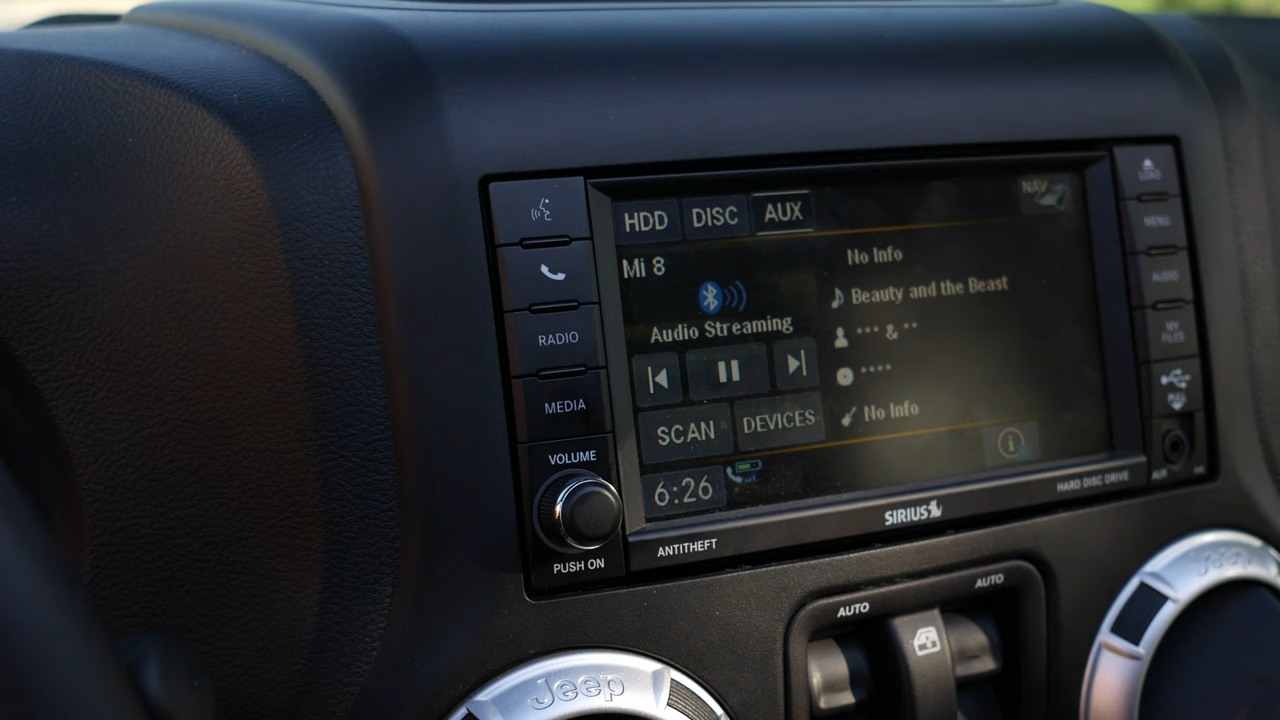 HDD DISC AUX
NAV
Mi 8
No Info
Beauty and the Beast
Audio Streaming
*** & **
****
No Info
SCAN DEVICES
6:26
RADIO
MEDIA
VOLUME
PUSH ON
ANTITHEFT
SIRIUS
HARD DISC DRIVE
LOAD
MENU
AUDIO
MY
FILES
PULL
AUX
AUTO
AUTO
Jeep
Jeep